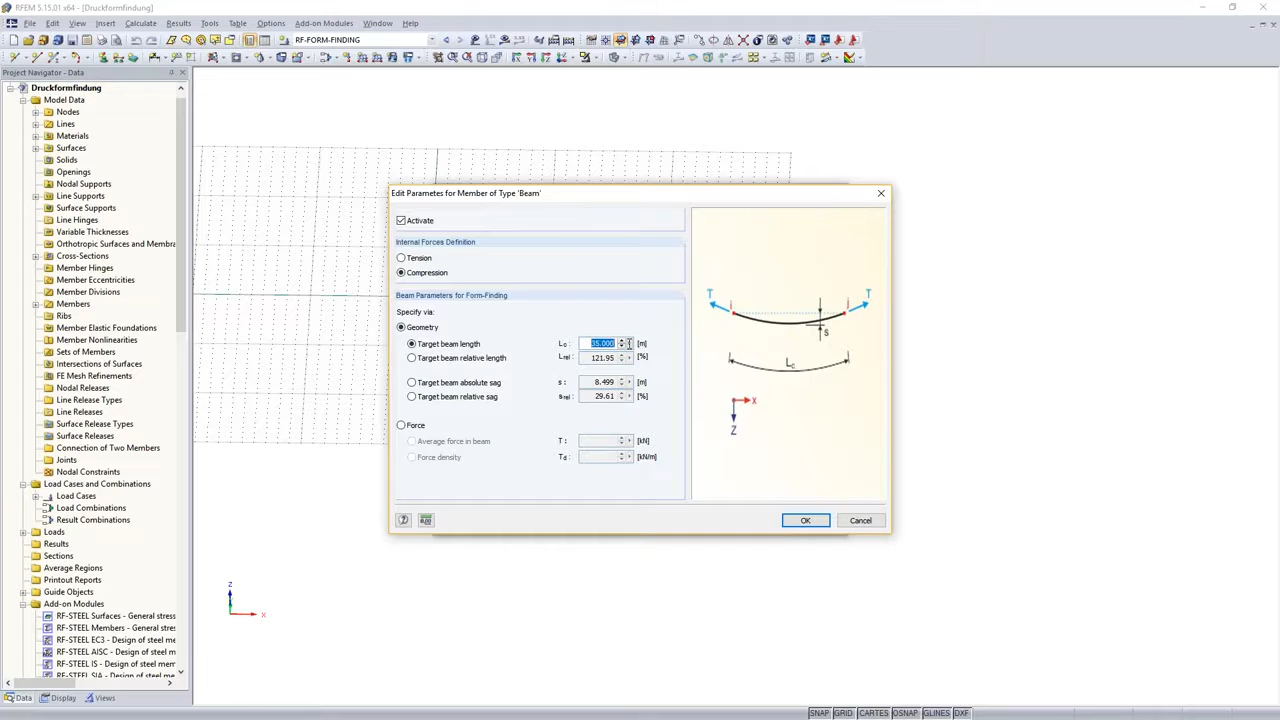 RFEM 5.15.01 x64 - [Druckformfindung]
File Edit View Insert Calculate Results Tools Table Options Add-on Modules Window Help
RF-FORM-FINDING
Project Navigator - Data
Druckformfindung
Model Data
Nodes
Lines
Materials
Surfaces
Solids
Openings
Nodal Supports
Line Supports
Surface Supports
Line Hinges
Variable Thicknesses
Orthotropic Surfaces and Membra
Cross-Sections
Member Hinges
Member Eccentricities
Member Divisions
Members
Ribs
Member Elastic Foundations
Member Nonlinearities
Sets of Members
Intersections of Surfaces
FE Mesh Refinements
Nodal Releases
Line Release Types
Line Releases
Surface Release Types
Surface Releases
Connection of Two Members
Joints
Nodal Constraints
Load Cases and Combinations
Load Cases
Load Combinations
Result Combinations
Loads
Results
Sections
Average Regions
Printout Reports
Guide Objects
Add-on Modules
RF-STEEL Surfaces - General stress
RF-STEEL Members - General stres
RF-STEEL EC3 - Design of steel me
RF-STEEL AISC - Design of steel m
RF-STEEL IS - Design of steel mem
RF-STEEL SIA - Design of steel me
Data Display Views
Edit Parametes for Member of Type 'Beam'
Activate
Internal Forces Definition
Tension
Compression
Beam Parameters for Form-Finding
Specify via:
Geometry
Target beam length Lc : 35.000 [m]
Target beam relative length Lrel : 121.95 [%]
Target beam absolute sag s : 8.499 [m]
Target beam relative sag srel : 29.61 [%]
Force
Average force in beam T : [kN]
Force density Td : [kN/m]
T i j T
s
Lc
X
Z
OK Cancel
Z
X
SNAP GRID CARTES OSNAP GLINES DXF